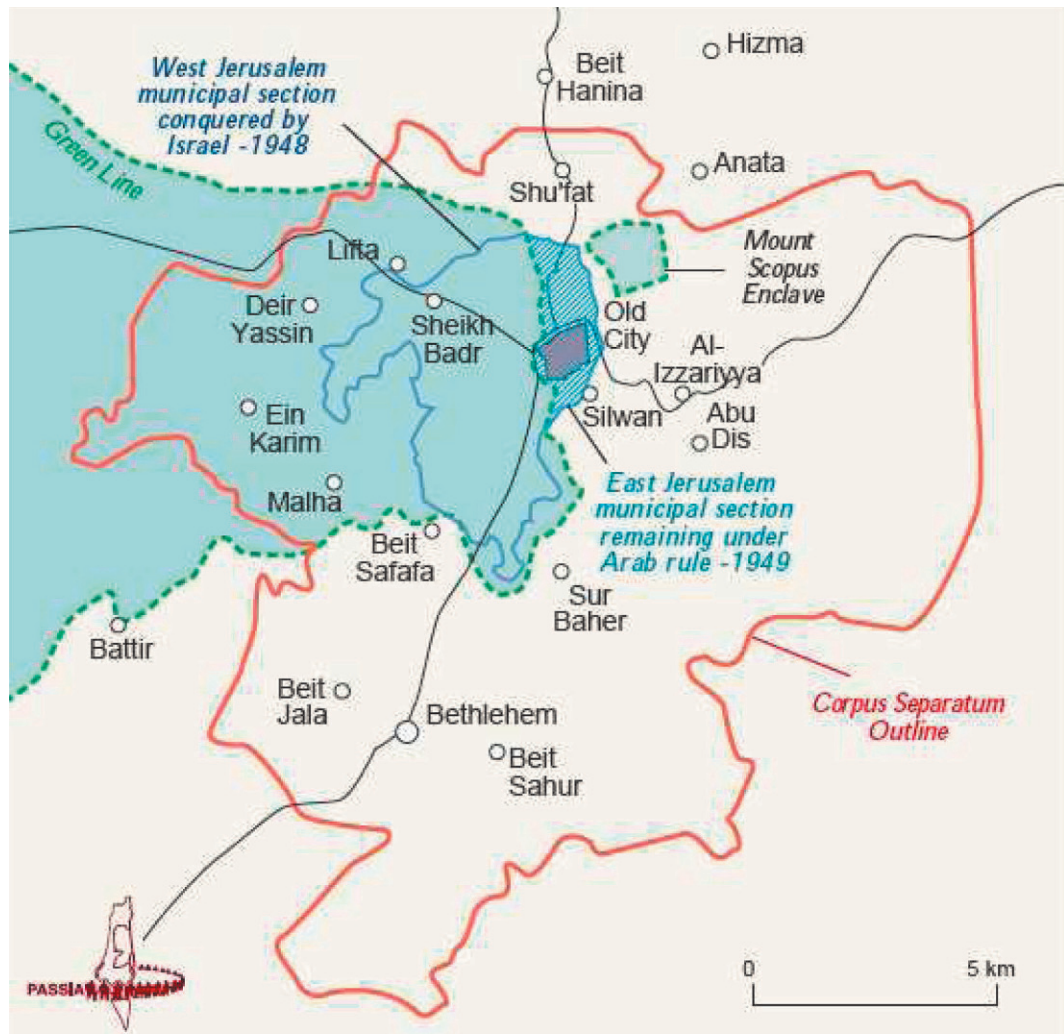 Hizma
Beit
Hanina
West Jerusalem
municipal section
conquered by
Israel -1948
Green Line
Anata
Shu'fat
Lifta
Mount
Scopus
Enclave
Deir
Yassin
Sheikh
Badr
Old
City
Al-
Izzariyya
Ein
Karim
Silwan
Abu
Dis
Malha
East Jerusalem
municipal section
remaining under
Arab rule -1949
Beit
Safafa
Sur
Baher
Battir
Beit
Jala
Bethlehem
Beit
Sahur
Corpus Separatum
Outline
PASSIA
0 5 km